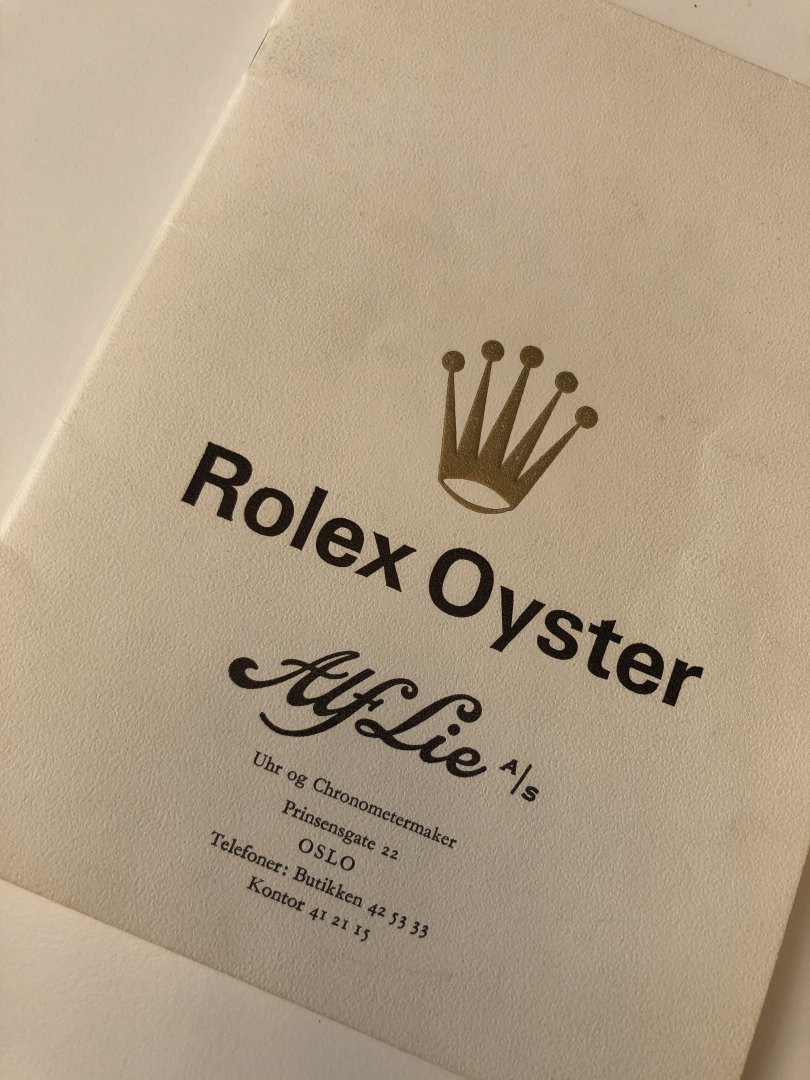 Rolex Oyster
Alf Lie A/S
Uhr og Chronometermaker
Prinsensgate 22
OSLO
Telefoner: Butikken 42 53 33
Kontor 41 21 15